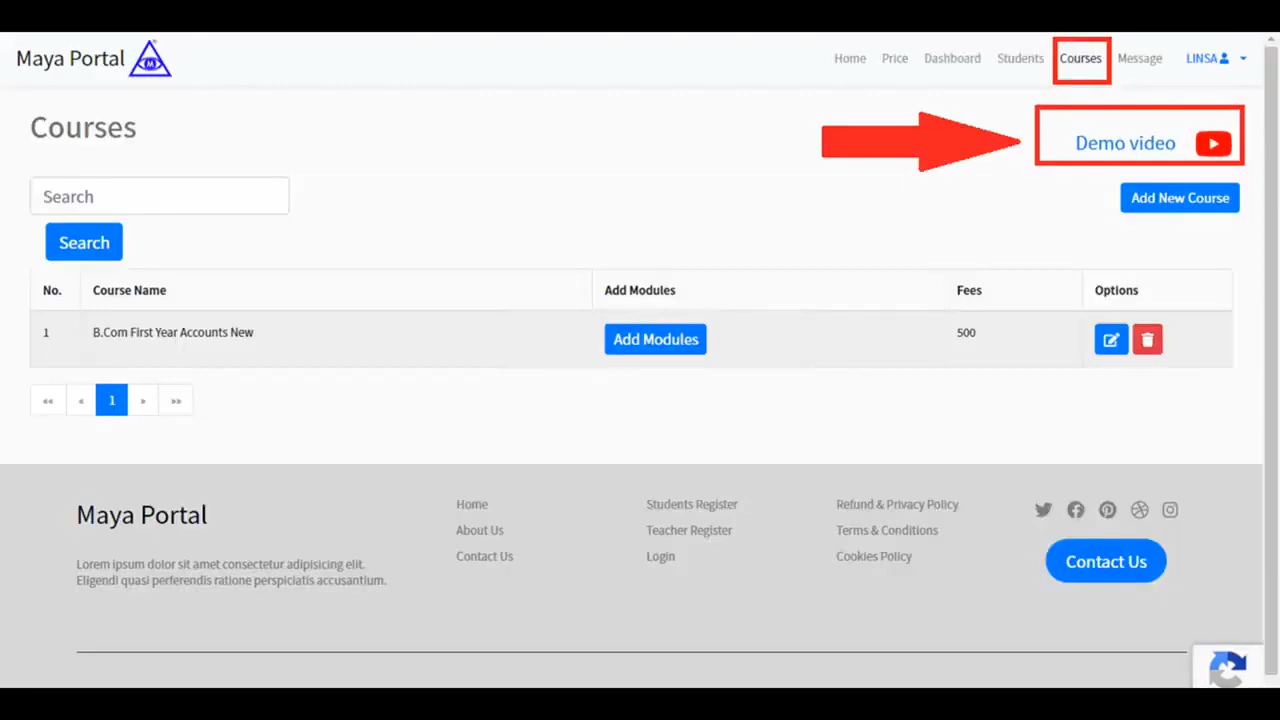 Maya Portal
Home Price Dashboard Students Courses Message LINSA
Courses
Demo video
Search
Add New Course
Search
No. Course Name Add Modules Fees Options
1 B.Com First Year Accounts New Add Modules 500
«« « 1 » »»
Maya Portal
Home Students Register Refund & Privacy Policy
About Us Teacher Register Terms & Conditions
Contact Us Login Cookies Policy
Contact Us
Lorem ipsum dolor sit amet consectetur adipisicing elit.
Eligendi quasi perferendis ratione perspiciatis accusantium.